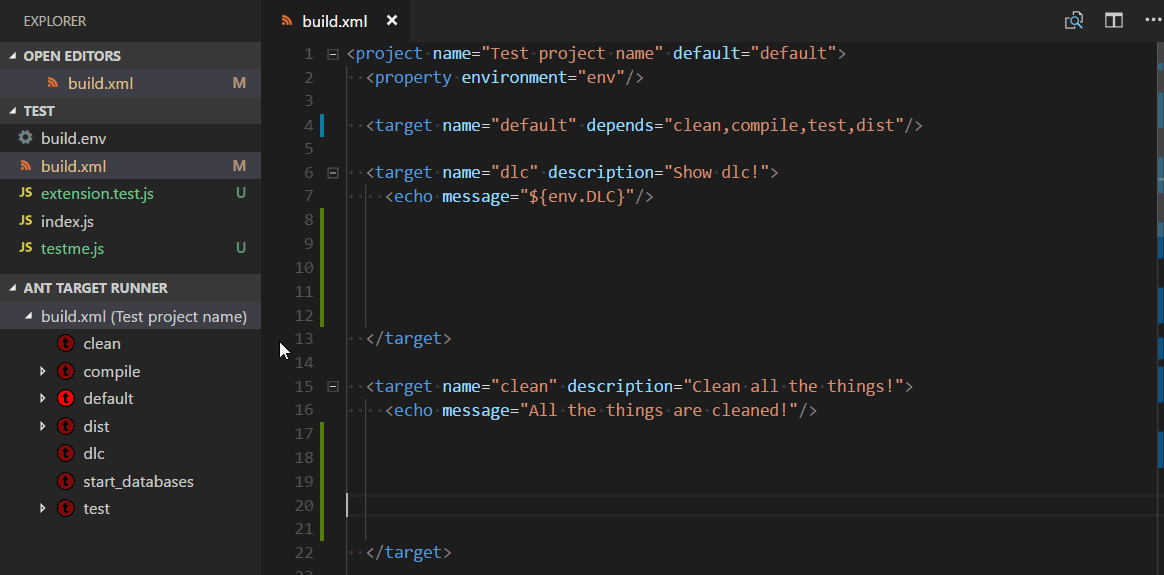 EXPLORER
OPEN EDITORS
build.xml M
TEST
build.env
build.xml M
JS extension.test.js U
JS index.js
JS testme.js U
ANT TARGET RUNNER
build.xml (Test project name)
t clean
t compile
t default
t dist
t dlc
t start_databases
t test
build.xml
1 <project name="Test project name" default="default">
2 <property environment="env"/>
3
4 <target name="default" depends="clean,compile,test,dist"/>
5
6 <target name="dlc" description="Show dlc!">
7 <echo message="${env.DLC}"/>
8
9
10
11
12
13 </target>
14
15 <target name="clean" description="Clean all the things!">
16 <echo message="All the things are cleaned!"/>
17
18
19
20
21
22 </target>